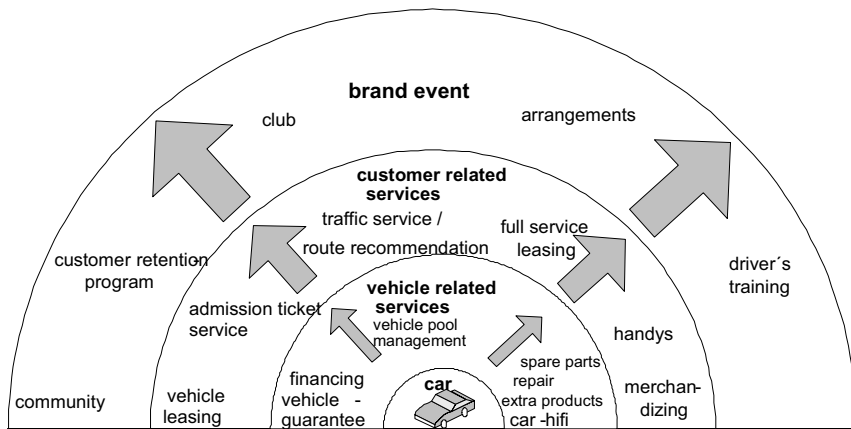 brand event
club
arrangements
customer related
services
traffic service /
route recommendation
full service
leasing
customer retention
program
driver´s
training
admission ticket
service
vehicle related
services
vehicle pool
management
handys
spare parts
repair
extra products
car -hifi
financing
vehicle -
guarantee
car
merchan-
dizing
vehicle
leasing
community